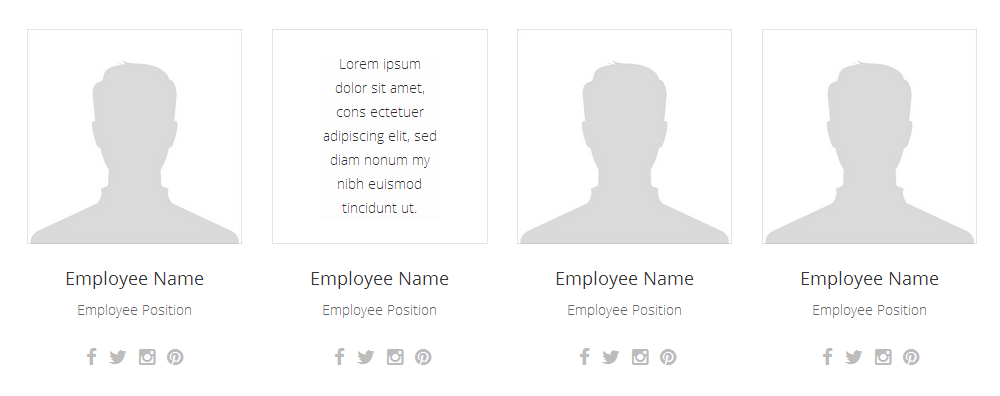 Lorem ipsum
dolor sit amet,
cons ectetuer
adipiscing elit, sed
diam nonum my
nibh euismod
tincidunt ut.
Employee Name
Employee Position
Employee Name
Employee Position
Employee Name
Employee Position
Employee Name
Employee Position